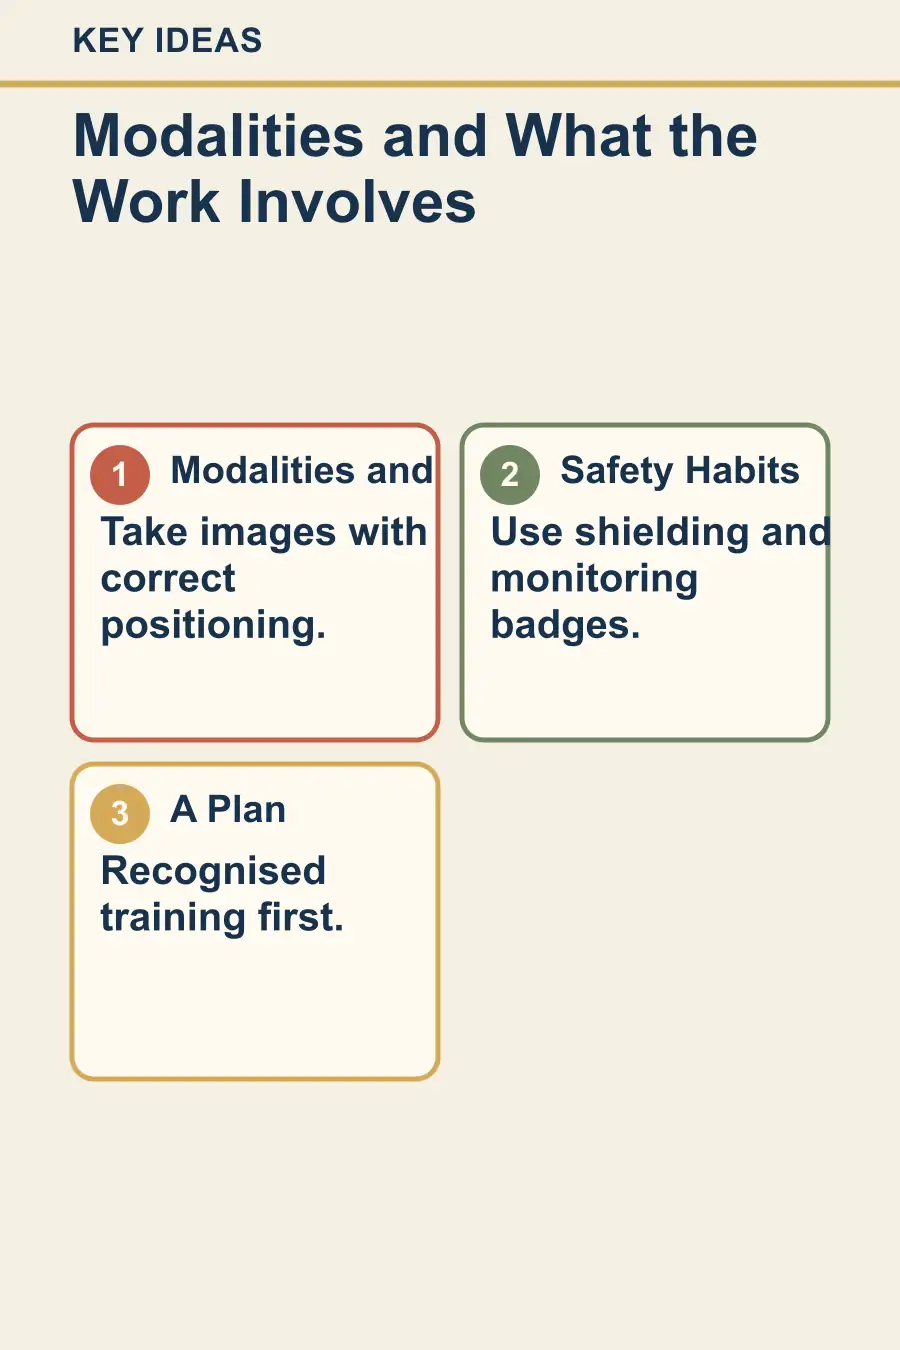 KEY IDEAS
Modalities and What the
Work Involves
1
Modalities and
Take images with
correct
positioning.
2
Safety Habits
Use shielding and
monitoring
badges.
3
A Plan
Recognised
training first.